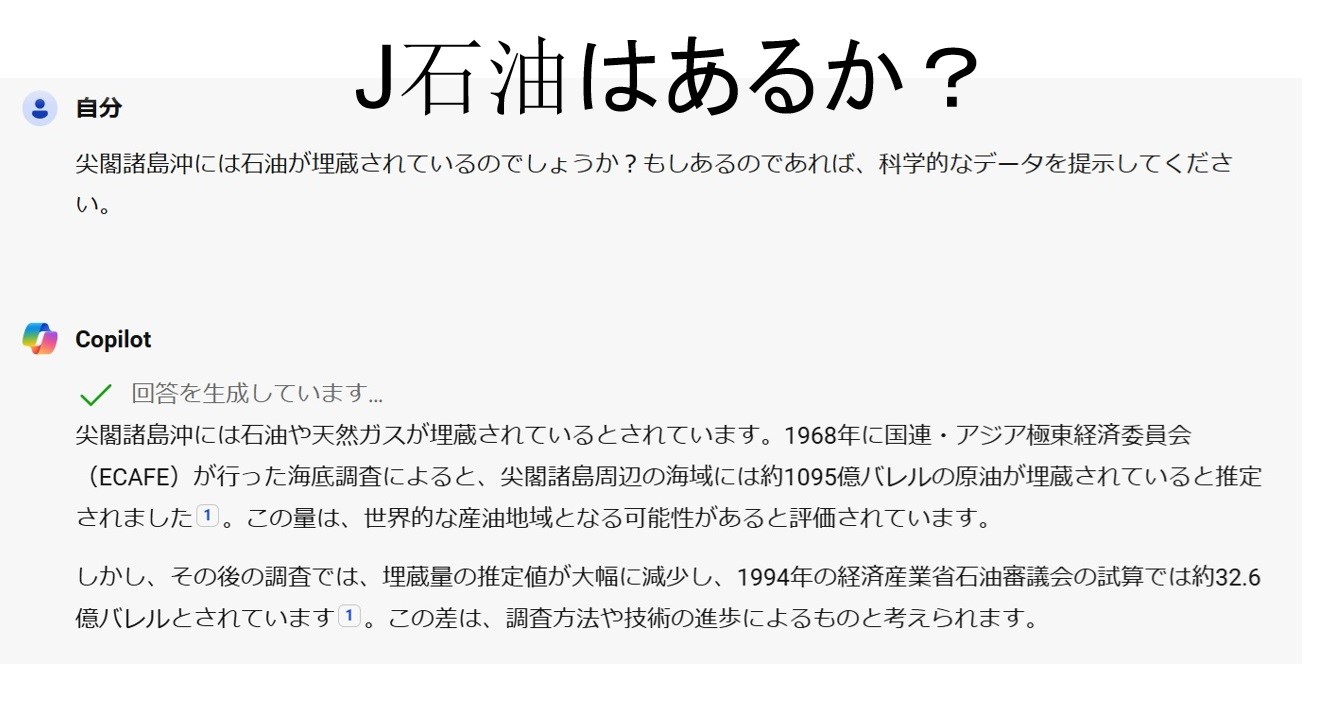 J石油はあるか？
自分
尖閣諸島沖には石油が埋蔵されているのでしょうか？もしあるのであれば、科学的なデータを提示してくださ
い。
Copilot
回答を生成しています...
尖閣諸島沖には石油や天然ガスが埋蔵されているとされています。1968年に国連・アジア極東経済委員会
（ECAFE）が行った海底調査によると、尖閣諸島周辺の海域には約1095億バレルの原油が埋蔵されていると推定
されました 1 。この量は、世界的な産油地域となる可能性があると評価されています。
しかし、その後の調査では、埋蔵量の推定値が大幅に減少し、1994年の経済産業省石油審議会の試算では約32.6
億バレルとされています 1 。この差は、調査方法や技術の進歩によるものと考えられます。